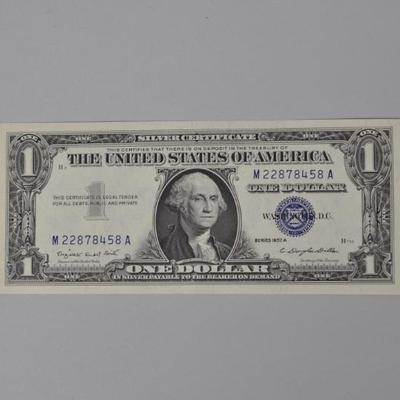 SILVER CERTIFICATE
THIS CERTIFIES THAT THERE IS ON DEPOSIT IN THE TREASURY OF
THE UNITED STATES OF AMERICA
M 22878458 A
ONE DOLLAR
THIS CERTIFICATE IS LEGAL TENDER
FOR ALL DEBTS, PUBLIC AND PRIVATE
1
WASHINGTON, D.C.
M 22878458 A
SERIES 1957 A
ONE DOLLAR
IN SILVER PAYABLE TO THE BEARER ON DEMAND
1
1
1
1